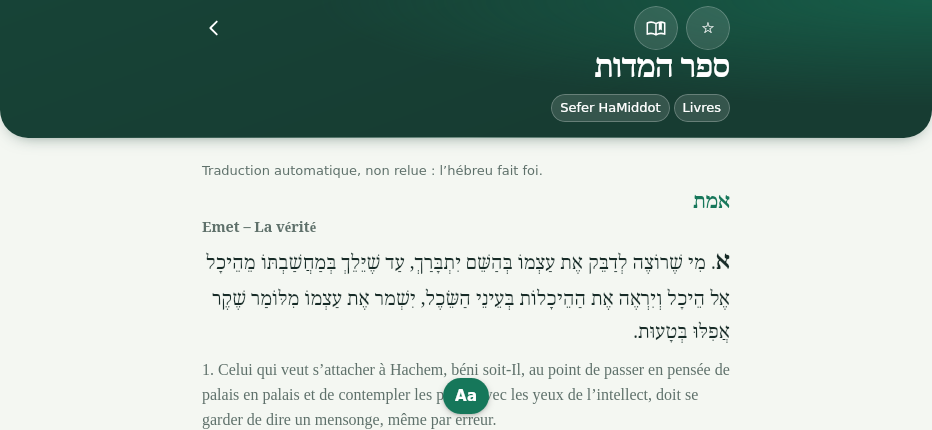 ספר המדות
Livres Sefer HaMiddot
Traduction automatique, non relue : l’hébreu fait foi.
אמת
Emet – La vérité
א. מִי שֶׁרוֹצֶה לְדַבֵּק אֶת עַצְמוֹ בְּהַשֵּׁם יִתְבָּרַךְ, עַד שֶׁיֵּלֵךְ בְּמַחֲשַׁבְתּוֹ מֵהֵיכָל
אֶל הֵיכָל וְיִרְאֶה אֶת הַהֵיכָלוֹת בְּעֵינֵי הַשֵּׂכֶל, יִשְׁמֹר אֶת עַצְמוֹ מִלּוֹמַר שֶׁקֶר
אֲפִלּוּ בְּטָעוּת.
1. Celui qui veut s’attacher à Hachem, béni soit-Il, au point de passer en pensée de
palais en palais et de contempler les avec les yeux de l’intellect, doit se
Aa
garder de dire un mensonge, même par erreur.